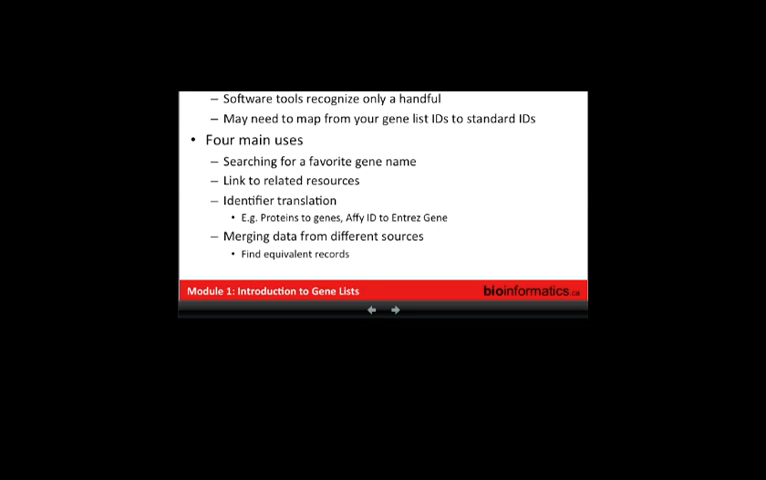 – Software tools recognize only a handful
– May need to map from your gene list IDs to standard IDs
• Four main uses
– Searching for a favorite gene name
– Link to related resources
– Identifier translation
• E.g. Proteins to genes, Affy ID to Entrez Gene
– Merging data from different sources
• Find equivalent records
Module 1: Introduction to Gene Lists
bioinformatics.ca